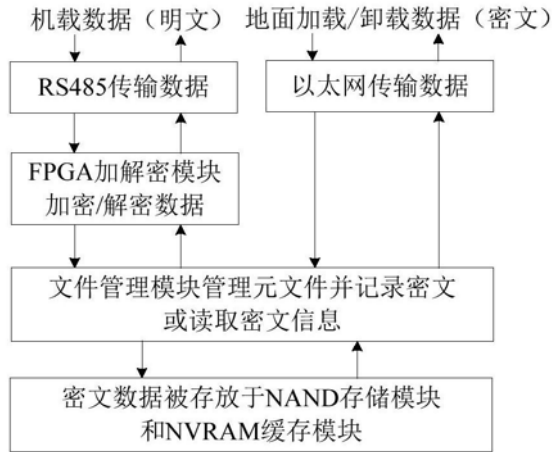 机载数据（明文） 地面加载/卸载数据（密文）
RS485传输数据 以太网传输数据
FPGA加解密模块
加密/解密数据
文件管理模块管理元文件并记录密文
或读取密文信息
密文数据被存放于NAND存储模块
和NVRAM缓存模块